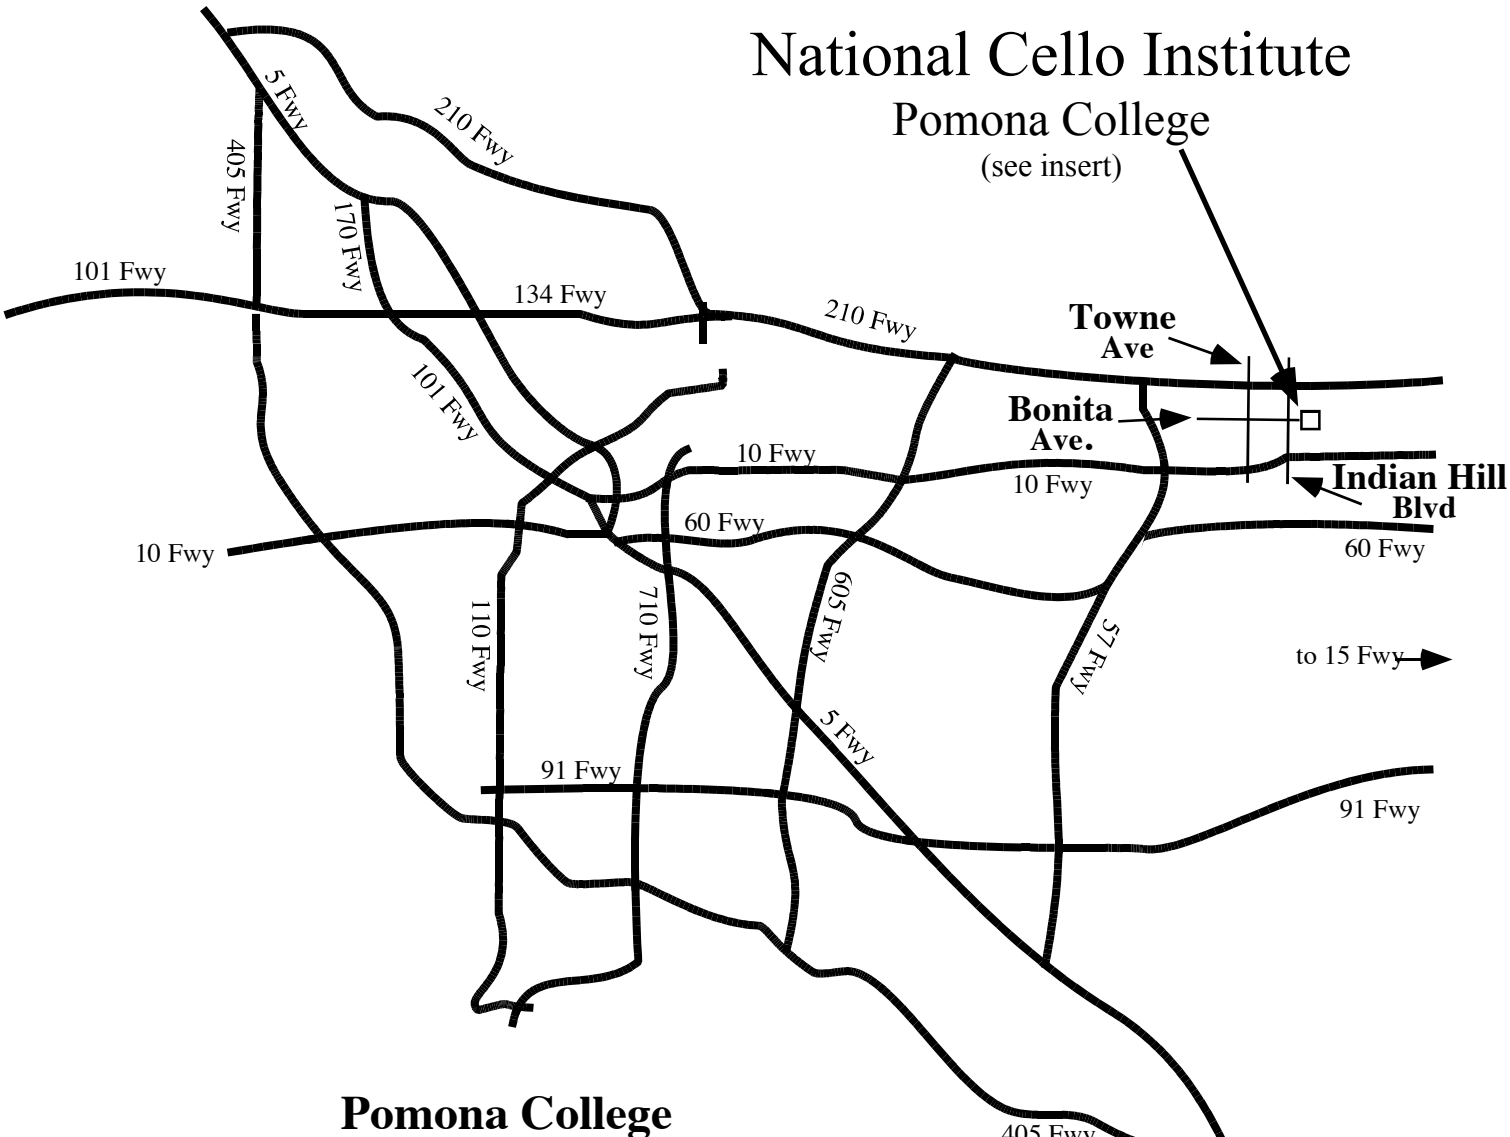 National Cello Institute
Pomona College
(see insert)
5 Fwy
210 Fwy
405 Fwy
170 Fwy
101 Fwy
134 Fwy
210 Fwy
Towne
Ave
101 Fwy
Bonita
Ave.
10 Fwy
10 Fwy
Indian Hill
Blvd
60 Fwy
10 Fwy
60 Fwy
110 Fwy
710 Fwy
605 Fwy
57 Fwy
to 15 Fwy
5 Fwy
91 Fwy
91 Fwy
Pomona College
405 Fwy